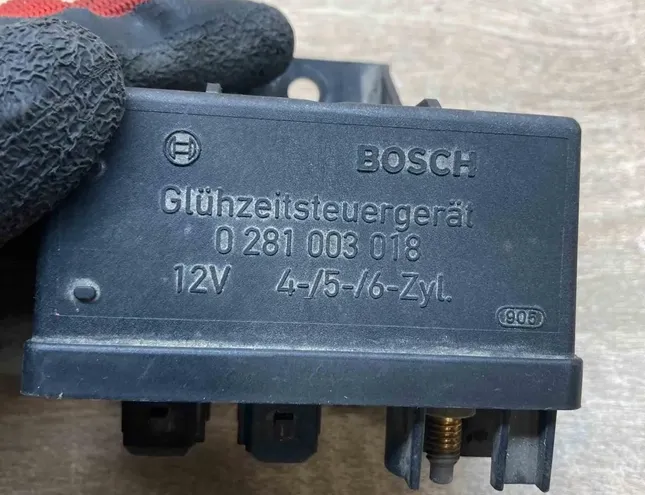 BOSCH
Glühzeitsteuergerät
0 281 003 018
12V 4-/5-/6-Zyl.
905